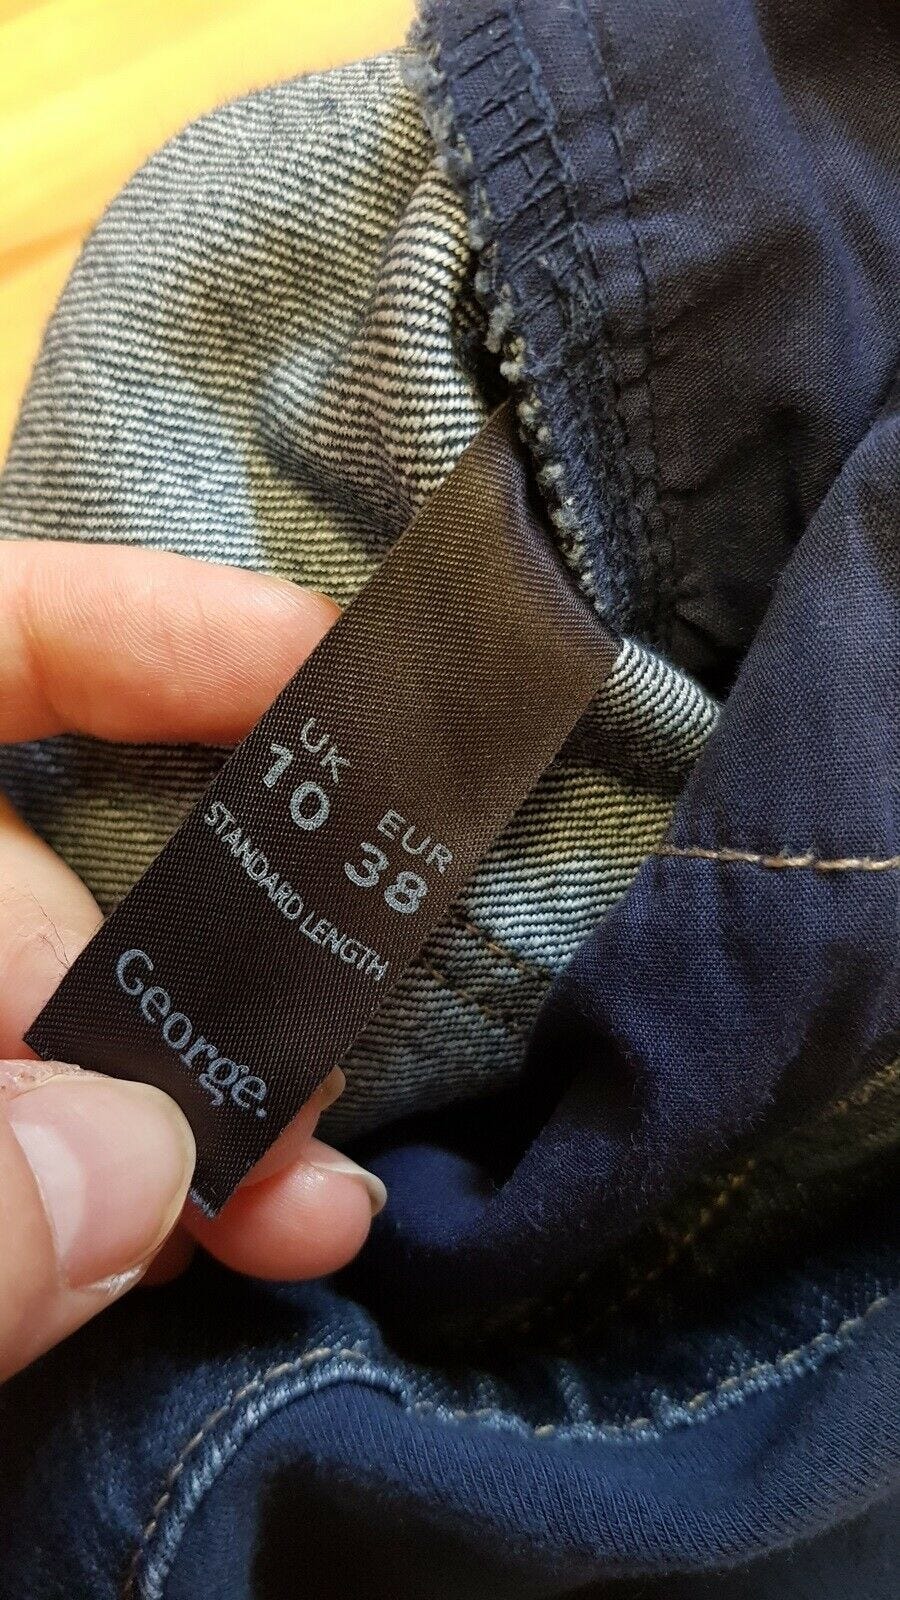 UK EUR
10 38
STANDARD LENGTH
George.